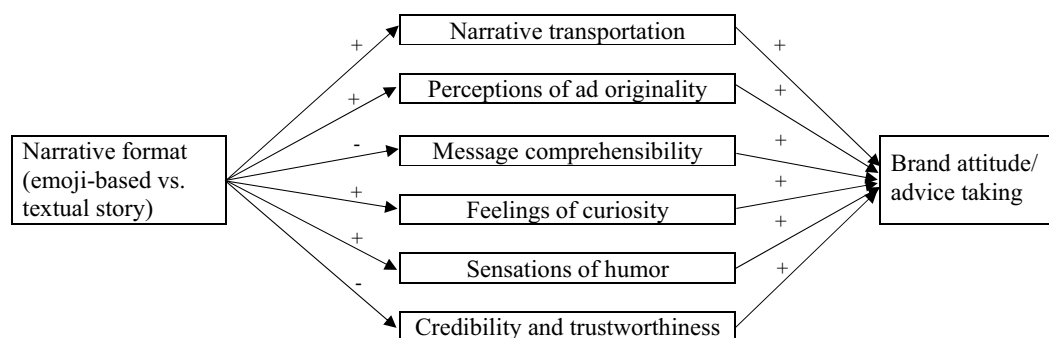 Narrative transportation
+
+
Perceptions of ad originality
+
+
-
Message comprehensibility
+
Narrative format
(emoji-based vs.
textual story)
Brand attitude/
advice taking
+
Feelings of curiosity
+
+
Sensations of humor
+
-
Credibility and trustworthiness
+